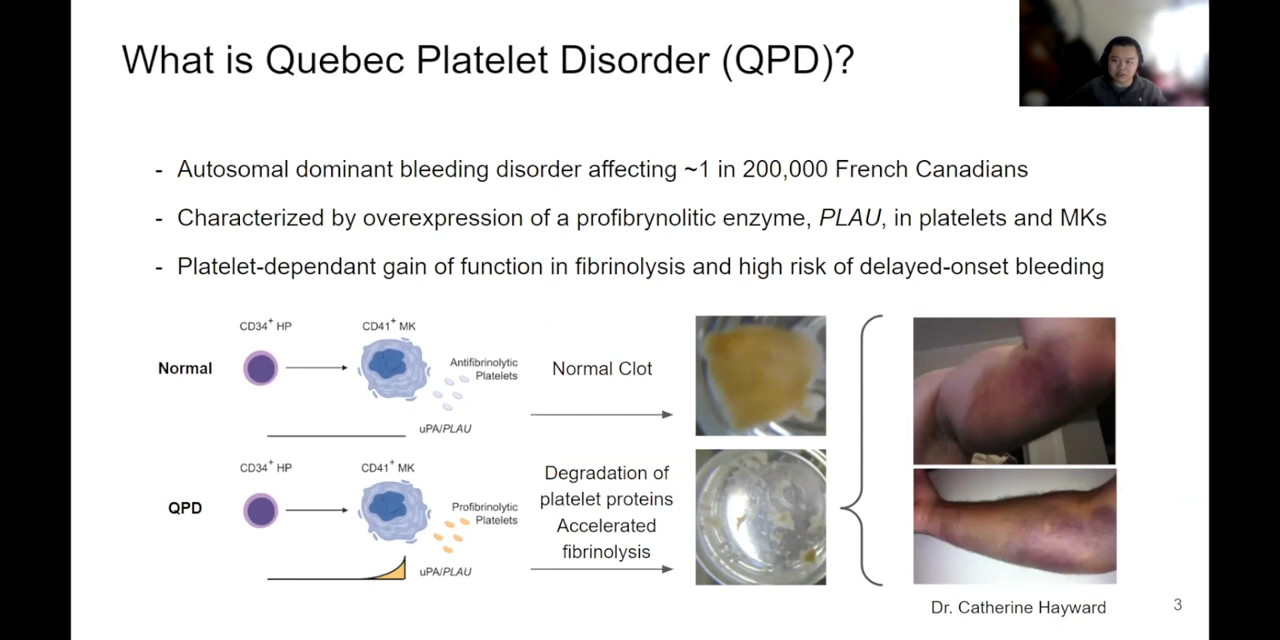 What is Quebec Platelet Disorder (QPD)?
- Autosomal dominant bleeding disorder affecting ~1 in 200,000 French Canadians
- Characterized by overexpression of a profibrynolitic enzyme, PLAU, in platelets and MKs
- Platelet-dependant gain of function in fibrinolysis and high risk of delayed-onset bleeding
CD34+ HP
CD41+ MK
Normal
Antifibrinolytic
Platelets
uPA/PLAU
Normal Clot
CD34+ HP
CD41+ MK
QPD
Profibrinolytic
Platelets
uPA/PLAU
Degradation of
platelet proteins
Accelerated
fibrinolysis
Dr. Catherine Hayward
3